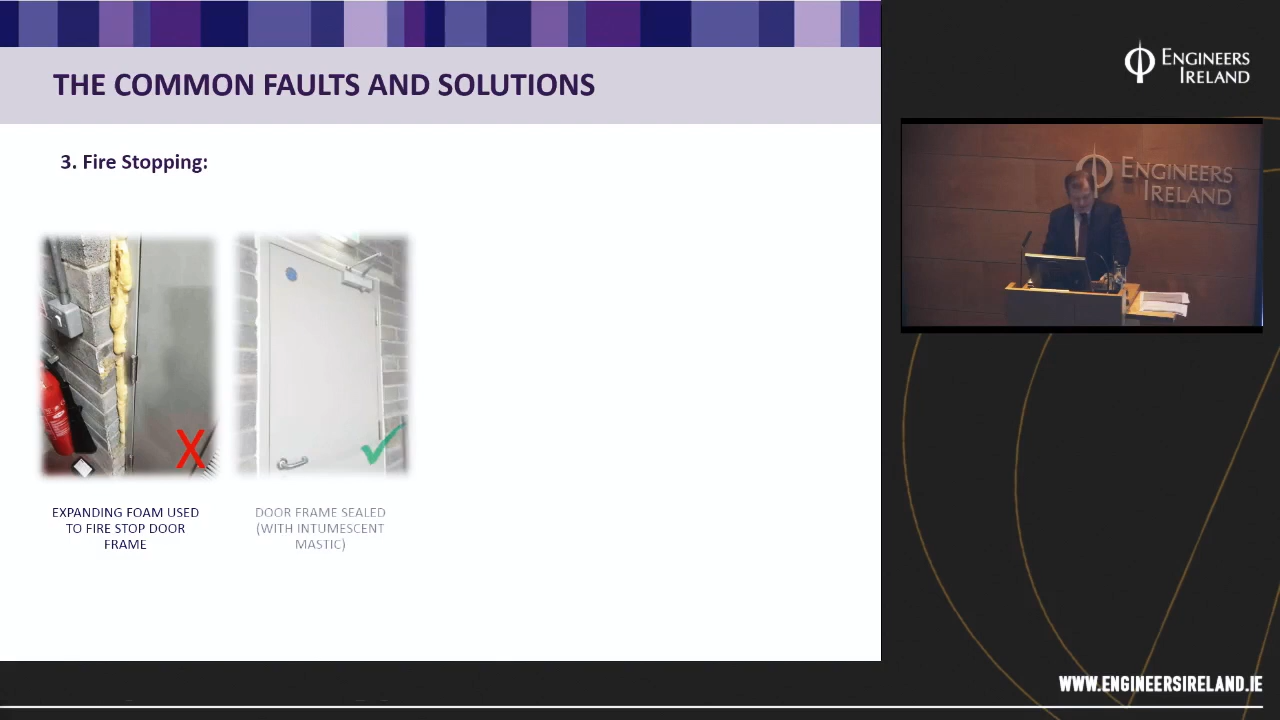 THE COMMON FAULTS AND SOLUTIONS
3. Fire Stopping:
X
EXPANDING FOAM USED
TO FIRE STOP DOOR
FRAME
DOOR FRAME SEALED
(WITH INTUMESCENT
MASTIC)
ENGINEERS
IRELAND
ENGINEERS
IRELAND
WWW.ENGINEERSIRELAND.IE